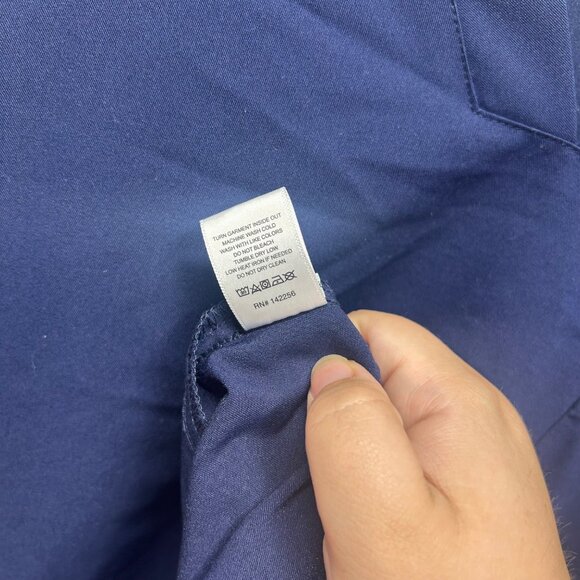 TURN GARMENT INSIDE OUT
MACHINE WASH COLD
WASH WITH LIKE COLORS
DO NOT BLEACH
TUMBLE DRY LOW
LOW HEAT IRON IF NEEDED
DO NOT DRY CLEAN
RN# 142256